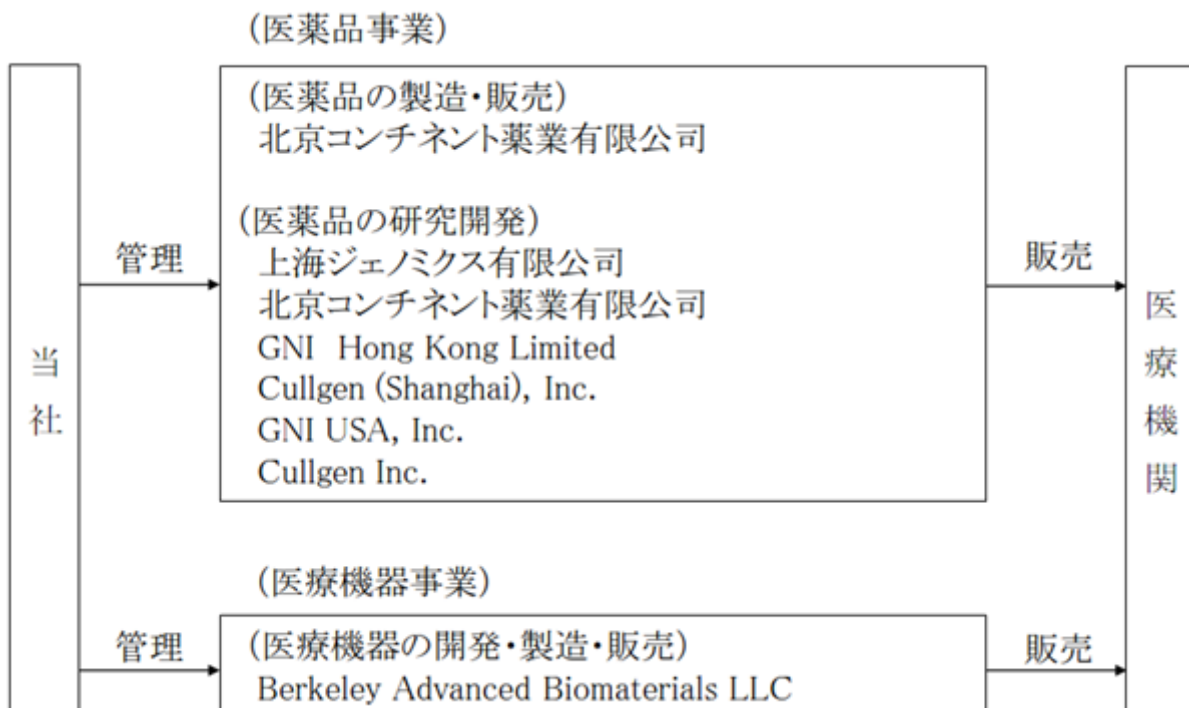 (医薬品事業)
(医薬品の製造・販売)
北京コンチネント薬業有限公司
(医薬品の研究開発)
上海ジェノミクス有限公司
北京コンチネント薬業有限公司
GNI Hong Kong Limited
Cullgen (Shanghai), Inc.
GNI USA, Inc.
Cullgen Inc.
管理
販売
当社
医療機関
(医療機器事業)
(医療機器の開発・製造・販売)
Berkeley Advanced Biomaterials LLC
管理
販売